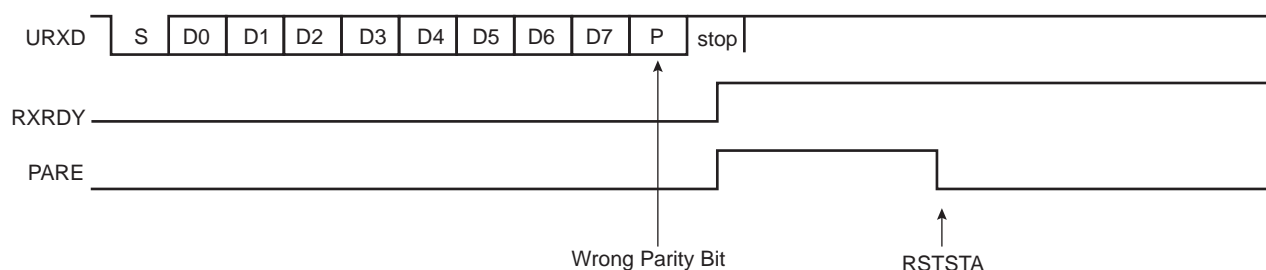 URXD S D0 D1 D2 D3 D4 D5 D6 D7 P stop
RXRDY
PARE
Wrong Parity Bit RSTSTA